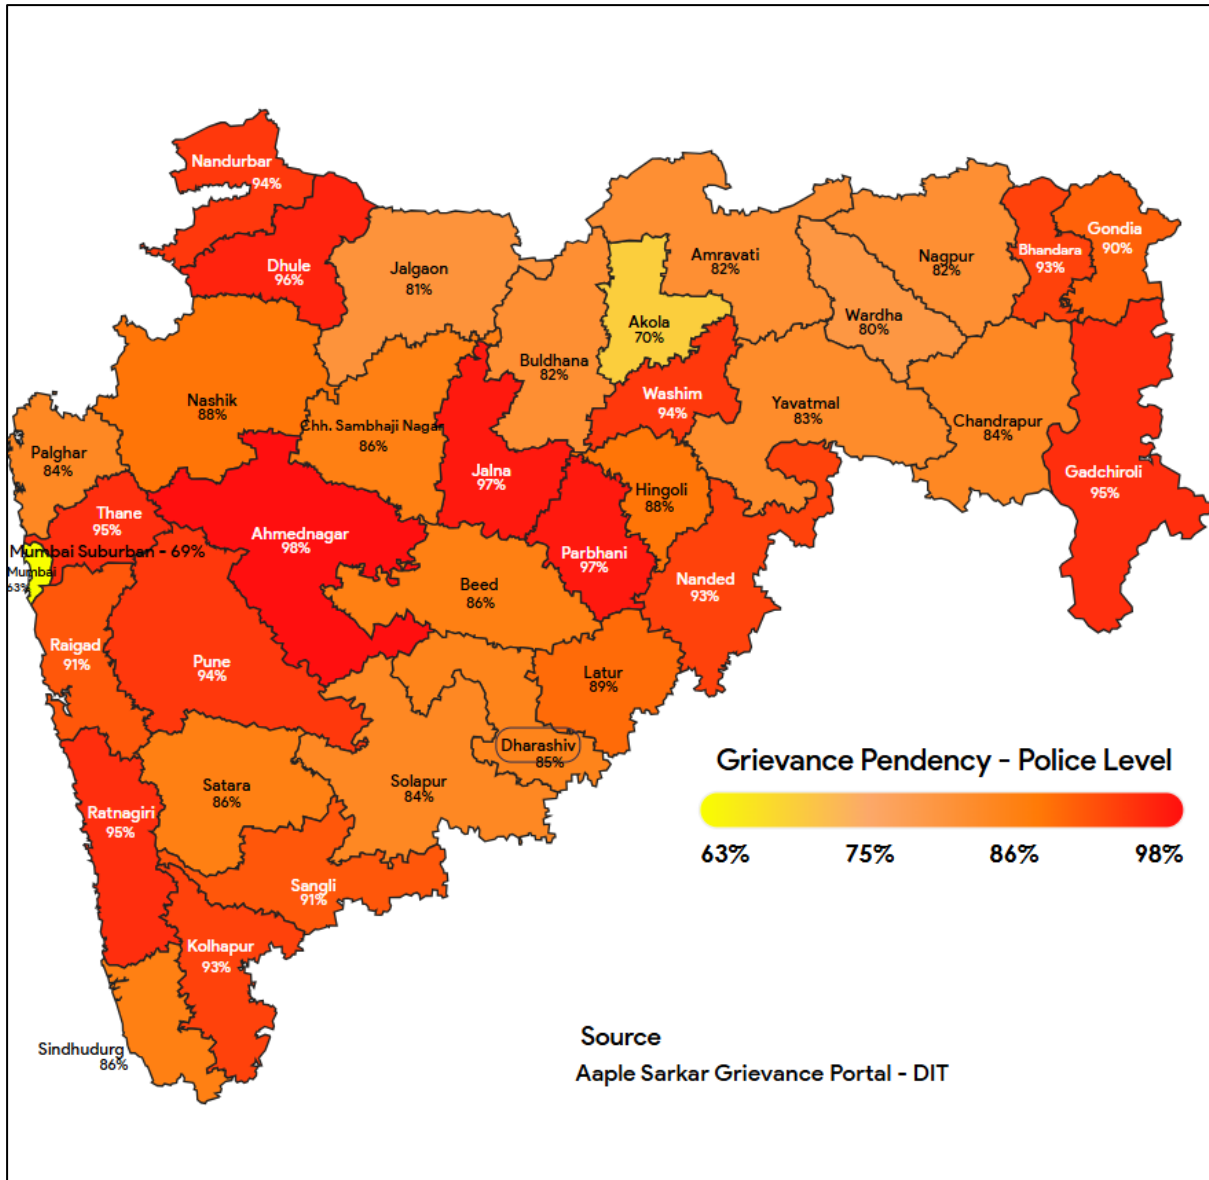 Nandurbar
94%
Dhule
96%
Jalgaon
81%
Buldhana
82%
Akola
70%
Amravati
82%
Wardha
80%
Nagpur
82%
Bhandara
93%
Gondia
90%
Nashik
88%
Chh. Sambhaji Nagar
86%
Washim
94%
Yavatmal
83%
Chandrapur
84%
Gadchiroli
95%
Palghar
84%
Jalna
97%
Hingoli
88%
Thane
95%
Ahmednagar
98%
Mumbai Suburban - 69%
Mumbai
63%
Parbhani
97%
Nanded
93%
Beed
86%
Raigad
91%
Pune
94%
Latur
89%
Dharashiv
85%
Satara
86%
Solapur
84%
Ratnagiri
95%
Sangli
91%
Kolhapur
93%
Sindhudurg
86%
Grievance Pendency - Police Level
63% 75% 86% 98%
Source
Aaple Sarkar Grievance Portal - DIT